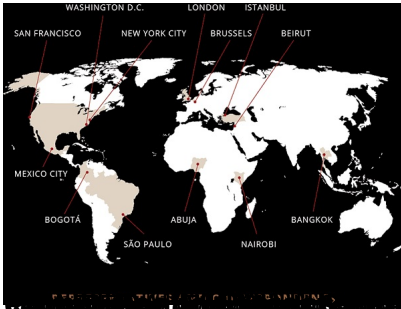 WASHINGTON D.C. LONDON ISTANBUL
SAN FRANCISCO NEW YORK CITY BRUSSELS BEIRUT
MEXICO CITY
BOGOTÁ ABUJA BANGKOK
SÃO PAULO NAIROBI